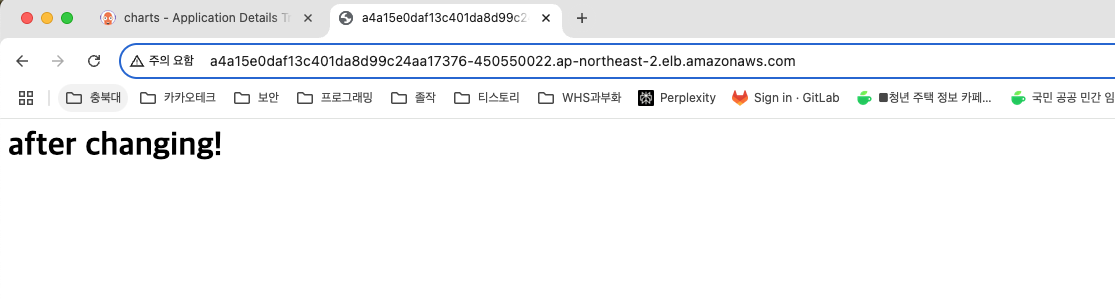 charts - Application Details Tr
a4a15e0daf13c401da8d99c2
주의 요함 a4a15e0daf13c401da8d99c24aa17376-450550022.ap-northeast-2.elb.amazonaws.com
충북대 카카오테크 보안 프로그래밍 졸작 티스토리 WHS과부화 Perplexity Sign in · GitLab ■청년 주택 정보 카페... 국민 공공 민간 임
after changing!